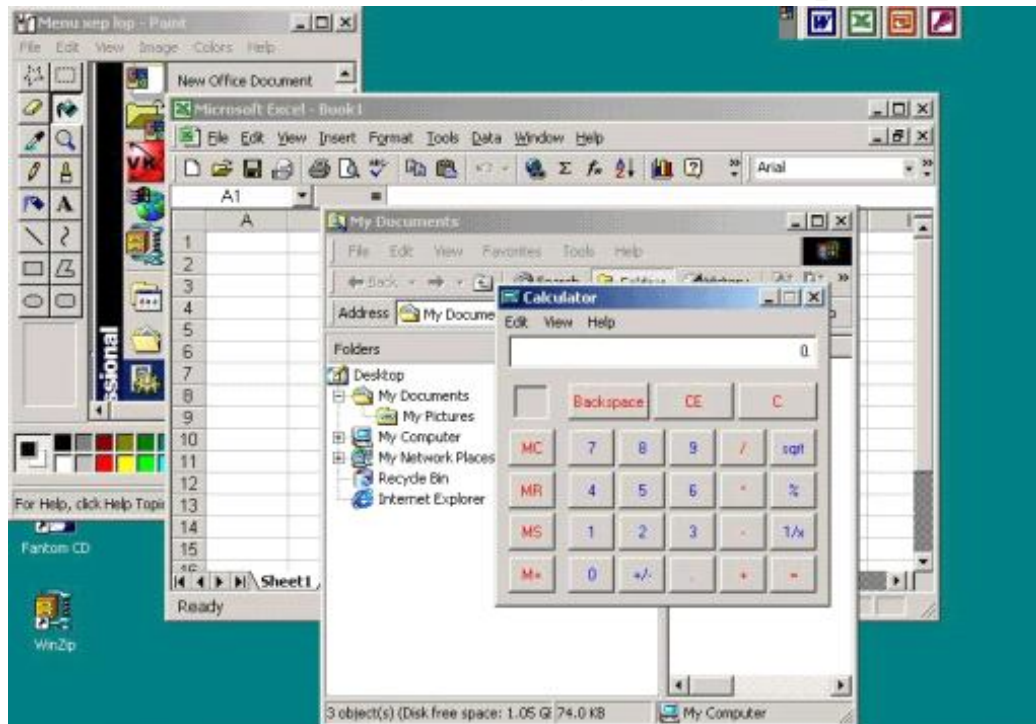 Menu xep lop - Paint
File Edit View Image Colors Help
New Office Document
Microsoft Excel - Book1
File Edit View Insert Format Tools Data Window Help
Arial
A1 =
A
1
2
3
4
5
6
7
8
9
10
11
12
13
14
15
16
Sheet1
Ready
My Documents
File Edit View Favorites Tools Help
Back Search Folders History
Address My Docume
Folders
Desktop
My Documents
My Pictures
My Computer
My Network Places
Recycle Bin
Internet Explorer
3 object(s) (Disk free space: 1.05 G 74.0 KB My Computer
Calculator
Edit View Help
0.
Backspace CE C
MC 7 8 9 / sqrt
MR 4 5 6 * %
MS 1 2 3 - 1/x
M+ 0 +/- . + =
ssional
For Help, click Help Topi
Fantom CD
WinZip